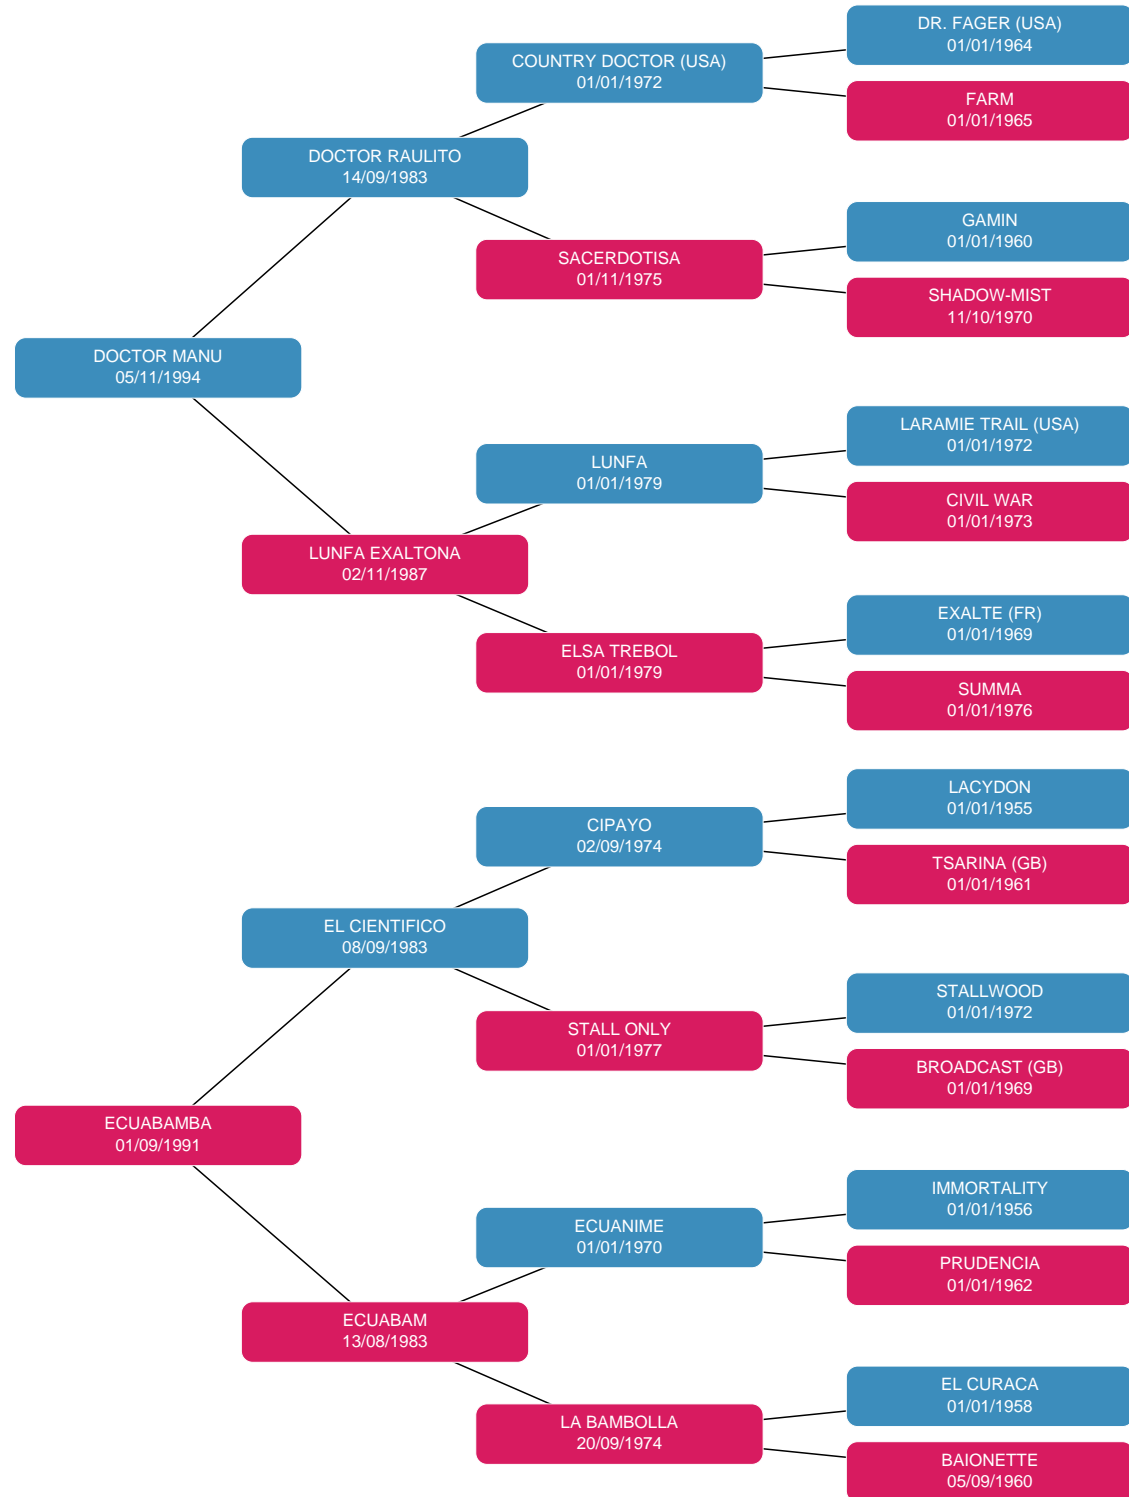 DR. FAGER (USA)
01/01/1964
COUNTRY DOCTOR (USA)
01/01/1972
FARM
01/01/1965
DOCTOR RAULITO
14/09/1983
GAMIN
01/01/1960
SACERDOTISA
01/11/1975
SHADOW-MIST
11/10/1970
DOCTOR MANU
05/11/1994
LARAMIE TRAIL (USA)
01/01/1972
LUNFA
01/01/1979
CIVIL WAR
01/01/1973
LUNFA EXALTONA
02/11/1987
EXALTE (FR)
01/01/1969
ELSA TREBOL
01/01/1979
SUMMA
01/01/1976
LACYDON
01/01/1955
CIPAYO
02/09/1974
TSARINA (GB)
01/01/1961
EL CIENTIFICO
08/09/1983
STALLWOOD
01/01/1972
STALL ONLY
01/01/1977
BROADCAST (GB)
01/01/1969
ECUABAMBA
01/09/1991
IMMORTALITY
01/01/1956
ECUANIME
01/01/1970
PRUDENCIA
01/01/1962
ECUABAM
13/08/1983
EL CURACA
01/01/1958
LA BAMBOLLA
20/09/1974
BAIONETTE
05/09/1960